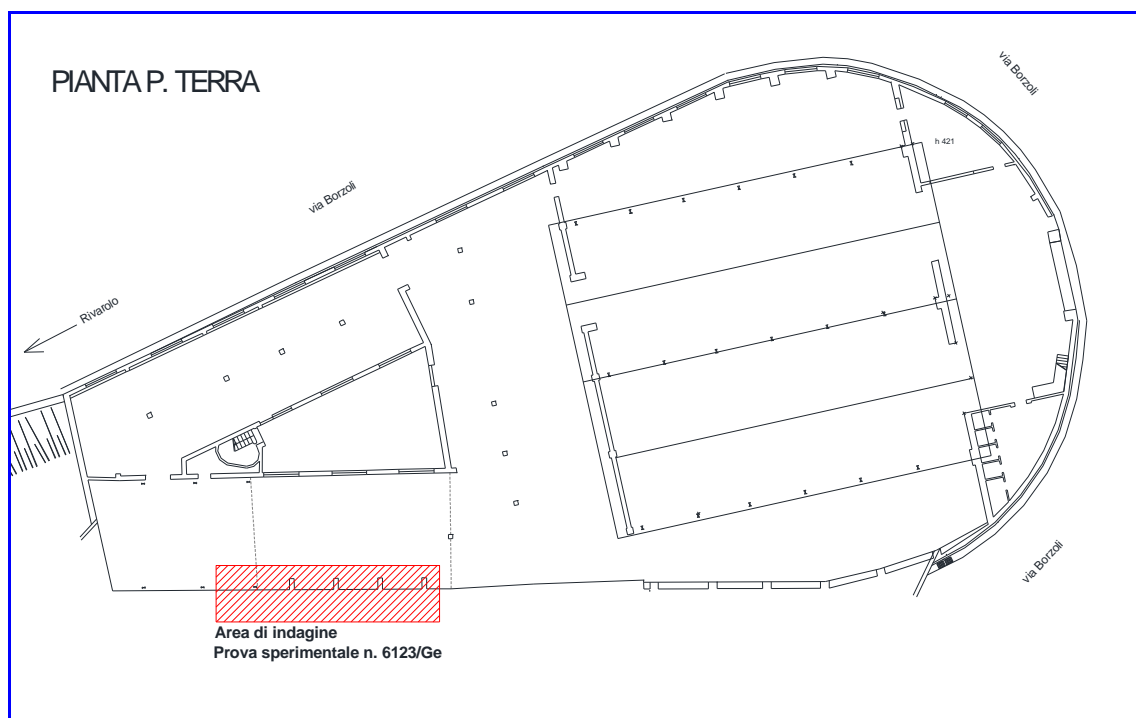 PIANTA P. TERRA
via Borzoli
h 421
via Borzoli
Rivarolo
via Borzoli
Area di indagine
Prova sperimentale n. 6123/Ge